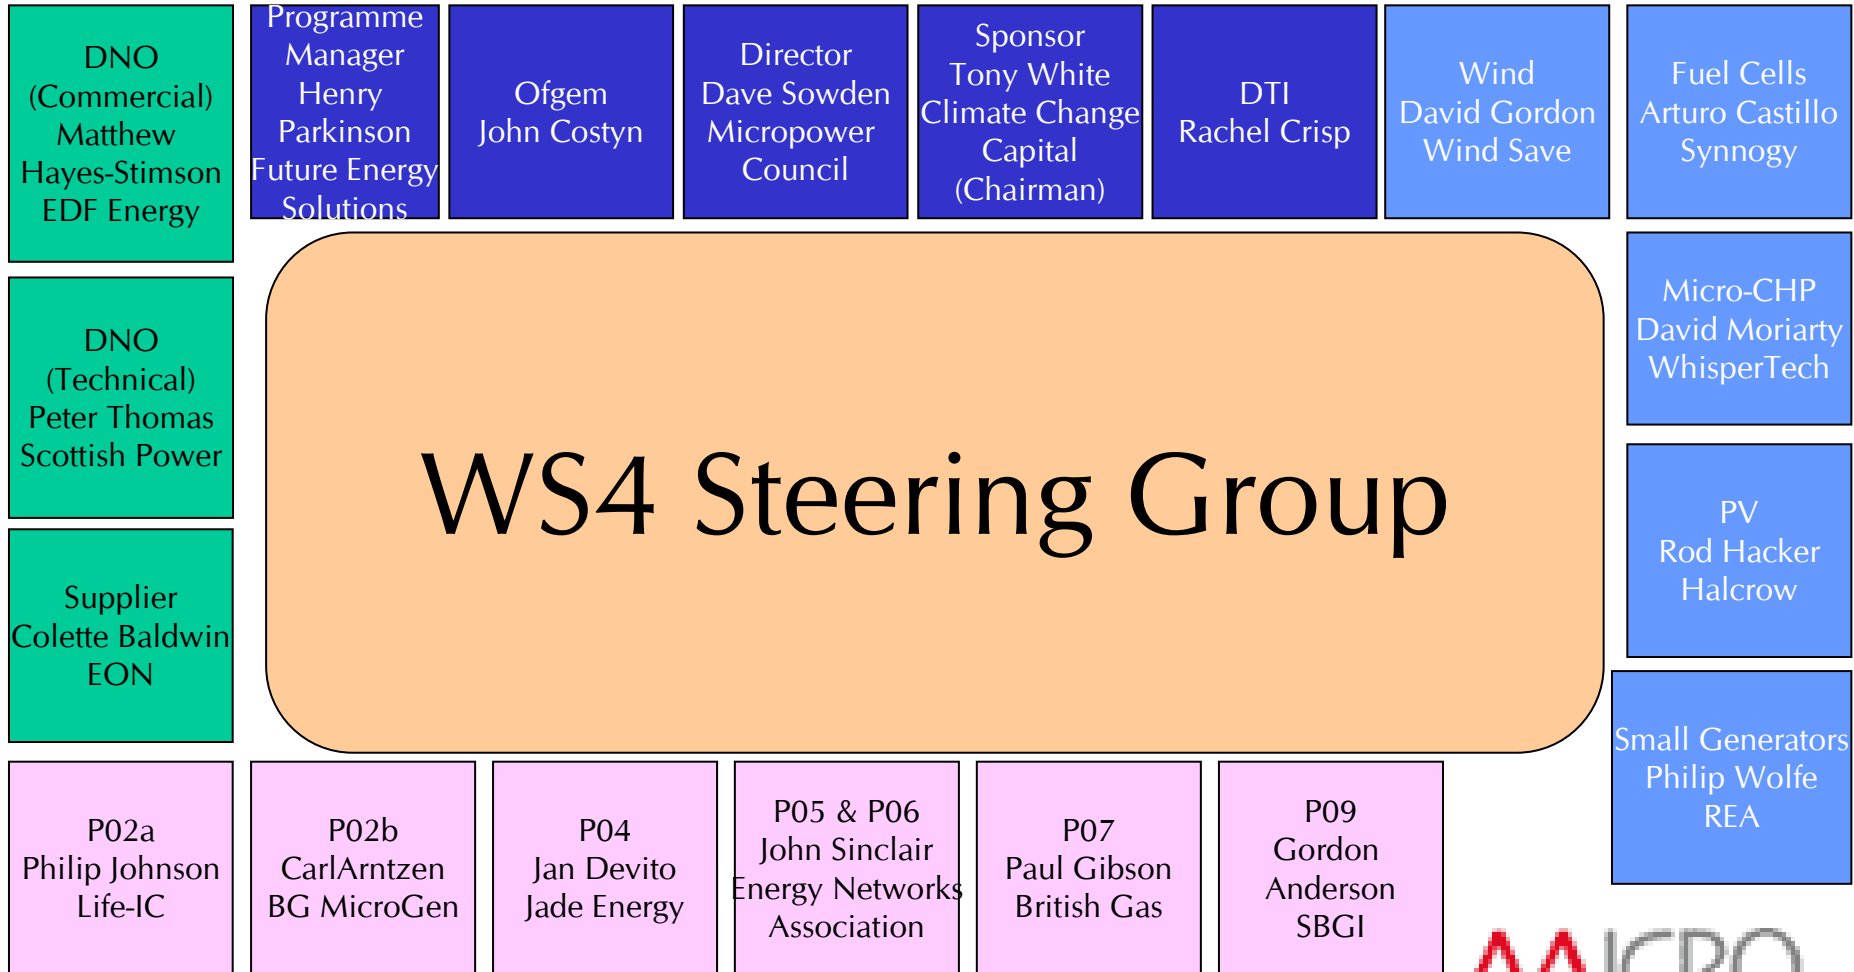 DNO
(Commercial)
Matthew
Hayes-Stimson
EDF Energy
Programme
Manager
Henry
Parkinson
Future Energy
Solutions
Ofgem
John Costyn
Director
Dave Sowden
Micropower
Council
Sponsor
Tony White
Climate Change
Capital
(Chairman)
DTI
Rachel Crisp
Wind
David Gordon
Wind Save
Fuel Cells
Arturo Castillo
Synnogy
DNO
(Technical)
Peter Thomas
Scottish Power
Supplier
Colette Baldwin
EON
WS4 Steering Group
Micro-CHP
David Moriarty
WhisperTech
PV
Rod Hacker
Halcrow
Small Generators
Philip Wolfe
REA
P02a
Philip Johnson
Life-IC
P02b
CarlArntzen
BG MicroGen
P04
Jan Devito
Jade Energy
P05 & P06
John Sinclair
Energy Networks
Association
P07
Paul Gibson
British Gas
P09
Gordon
Anderson
SBGI
MICRO